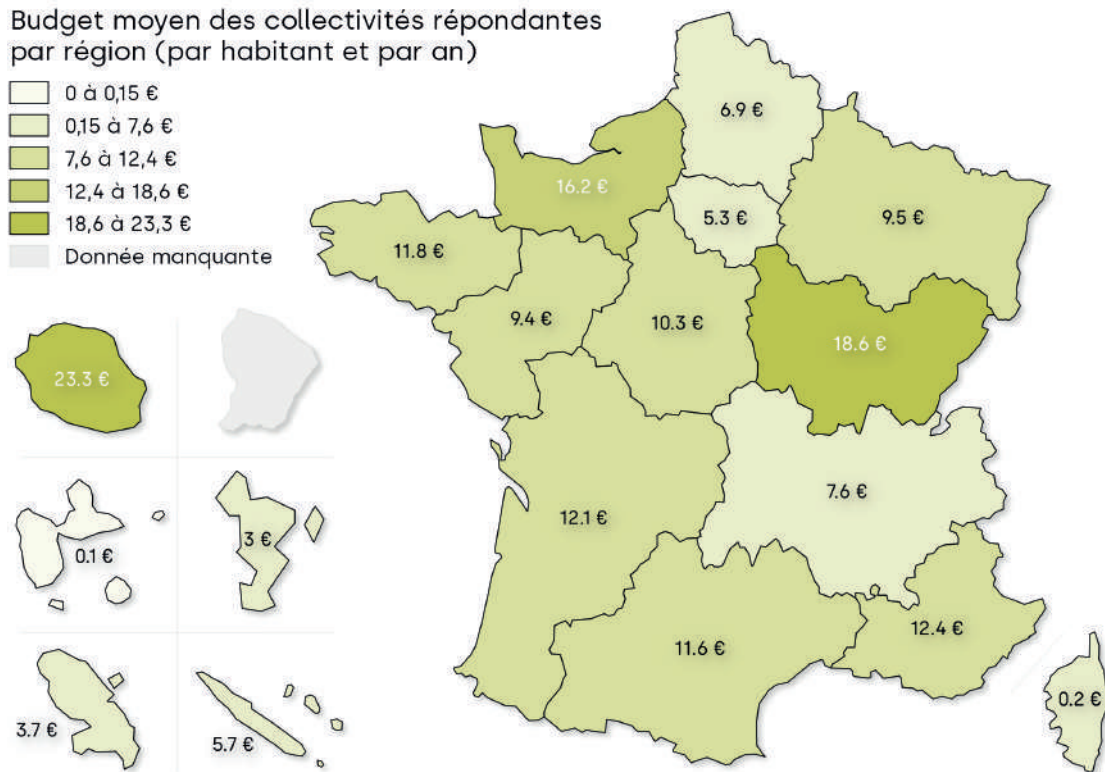 Budget moyen des collectivités répondantes
par région (par habitant et par an)
0 à 0,15 €
0,15 à 7,6 €
7,6 à 12,4 €
12,4 à 18,6 €
18,6 à 23,3 €
Donnée manquante
6.9 €
16.2 €
5.3 €
9.5 €
11.8 €
9.4 €
10.3 €
18.6 €
23.3 €
7.6 €
12.1 €
0.1 €
3 €
12.4 €
11.6 €
0.2 €
3.7 €
5.7 €